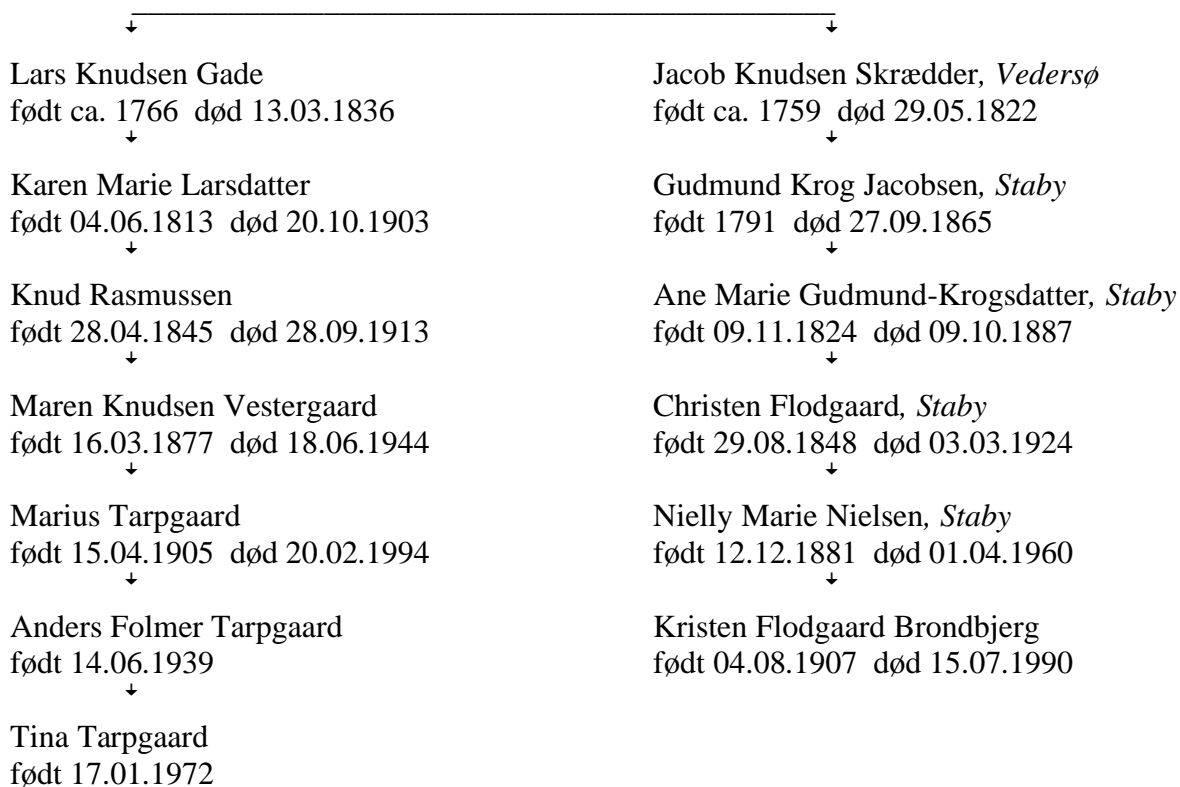 Lars Knudsen Gade
født ca. 1766 død 13.03.1836
Karen Marie Larsdatter
født 04.06.1813 død 20.10.1903
Knud Rasmussen
født 28.04.1845 død 28.09.1913
Maren Knudsen Vestergaard
født 16.03.1877 død 18.06.1944
Marius Tarpgaard
født 15.04.1905 død 20.02.1994
Anders Folmer Tarpgaard
født 14.06.1939
Tina Tarpgaard
født 17.01.1972
Jacob Knudsen Skrædder, Vedersø
født ca. 1759 død 29.05.1822
Gudmund Krog Jacobsen, Staby
født 1791 død 27.09.1865
Ane Marie Gudmund-Krogsdatter, Staby
født 09.11.1824 død 09.10.1887
Christen Flodgaard, Staby
født 29.08.1848 død 03.03.1924
Nielly Marie Nielsen, Staby
født 12.12.1881 død 01.04.1960
Kristen Flodgaard Brondbjerg
født 04.08.1907 død 15.07.1990